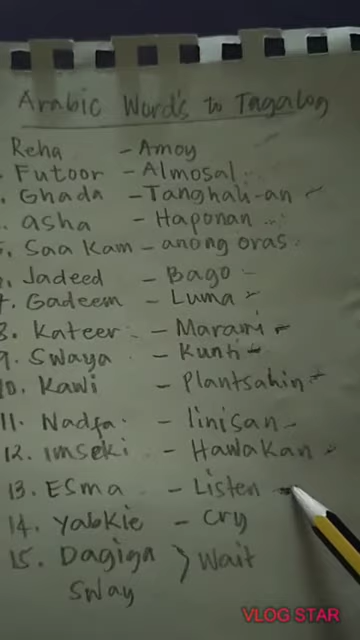 Arabic Word's to Tagalog
Reha - Amoy
Futoor - Almosal
Ghada - Tanghali-an
asha - Haponan
Saa Kam - anong oras
Jadeed - Bago
7. Gadeem - Luma
8. Kateer - Marami
9. Swaya - Kunti
10. Kawi - Plantsahin
11. Nadfa - linisan
12. imseki - Hawakan
13. Esma - Listen
14. Yabkie - Cry
15. Dagiga } Wait
Sway
VLOG STAR